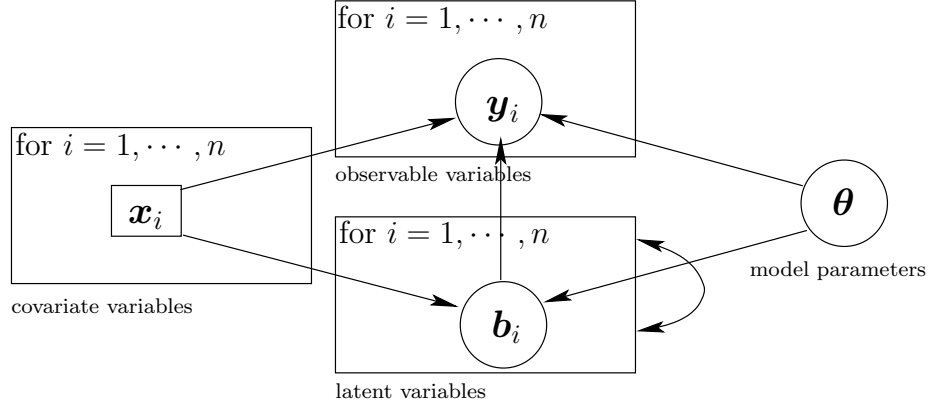 for i = 1, ⋯ , n
y_i
observable variables
for i = 1, ⋯ , n
x_i
covariate variables
for i = 1, ⋯ , n
b_i
latent variables
θ
model parameters